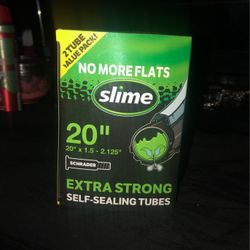 2 TUBE
VALUE PACK!
NO MORE FLATS
slime
20"
20" x 1.5 - 2.125"
SCHRADER
EXTRA STRONG
SELF-SEALING TUBES